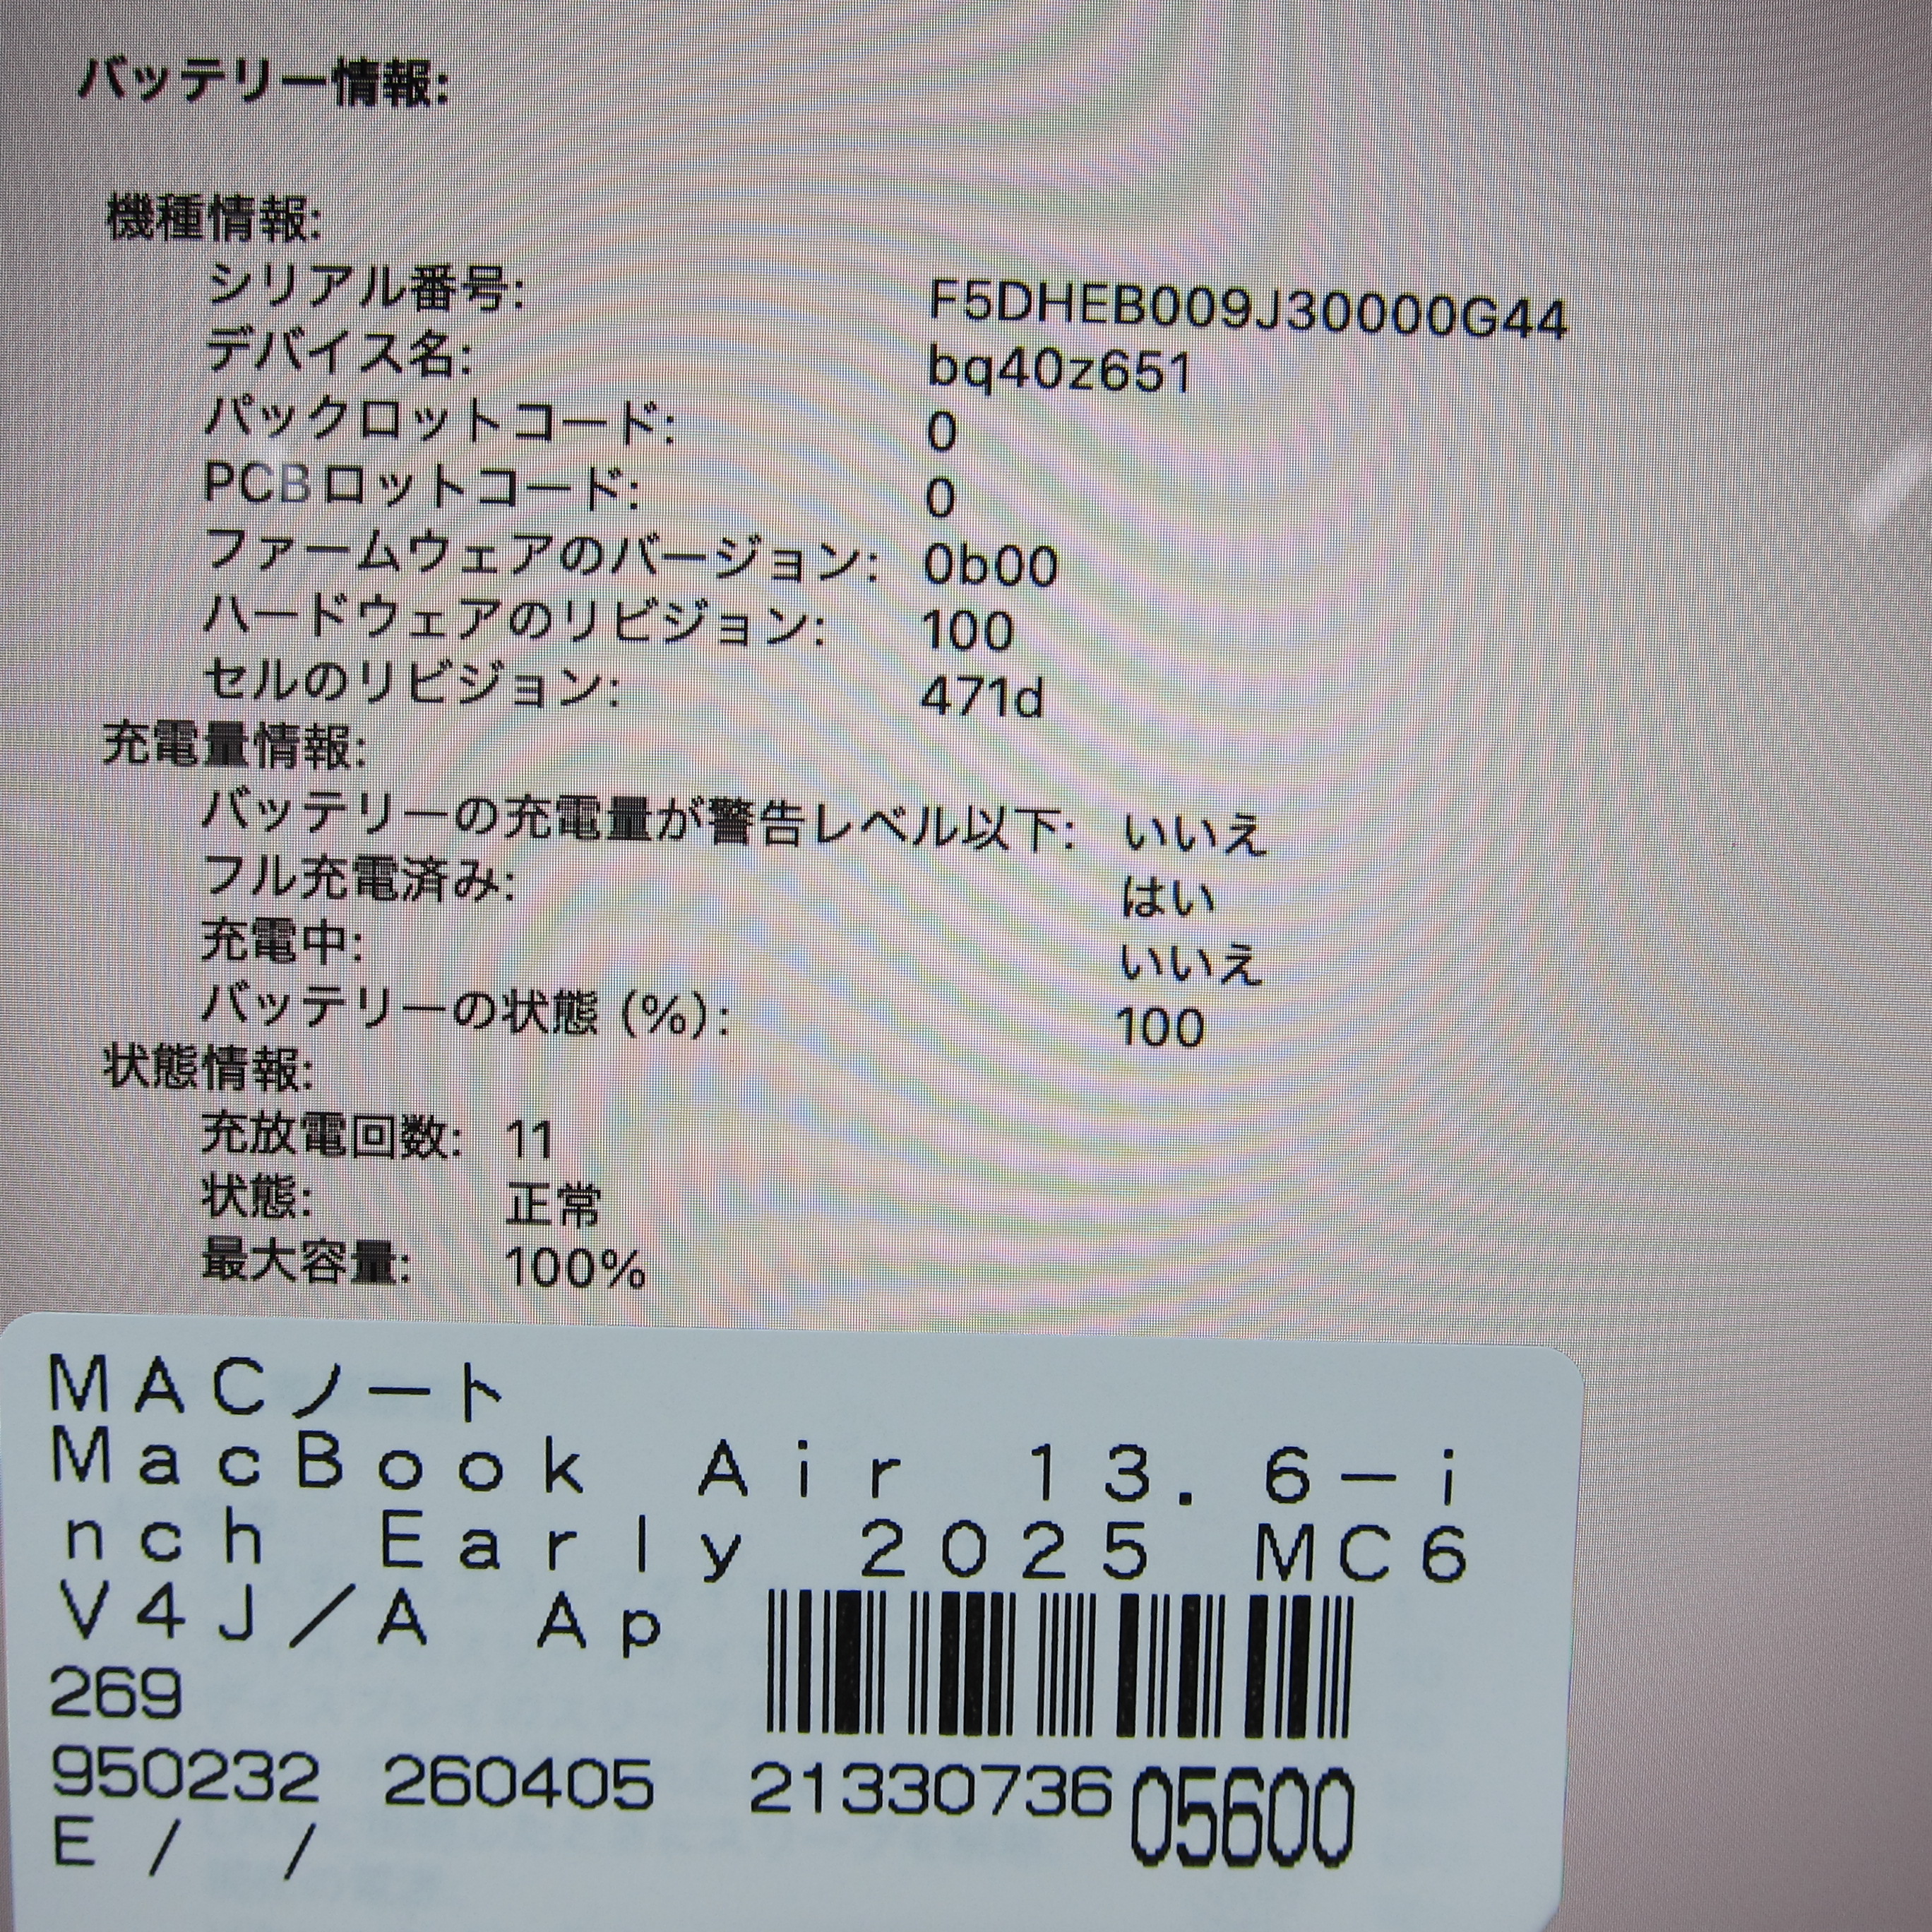 バッテリー情報:
機種情報:
シリアル番号: F5DHEB009J30000G44
デバイス名: bq40z651
パックロットコード: 0
PCBロットコード: 0
ファームウェアのバージョン: 0b00
ハードウェアのリビジョン: 100
セルのリビジョン: 471d
充電量情報:
バッテリーの充電量が警告レベル以下: いいえ
フル充電済み: はい
充電中: いいえ
バッテリーの状態 (%): 100
状態情報:
充放電回数: 11
状態: 正常
最大容量: 100%
MACノート
MacBook Air 13.6-i
nch Early 2025 MC6
V4J/A Ap
269
950232 260405 21330736 05600
E / /